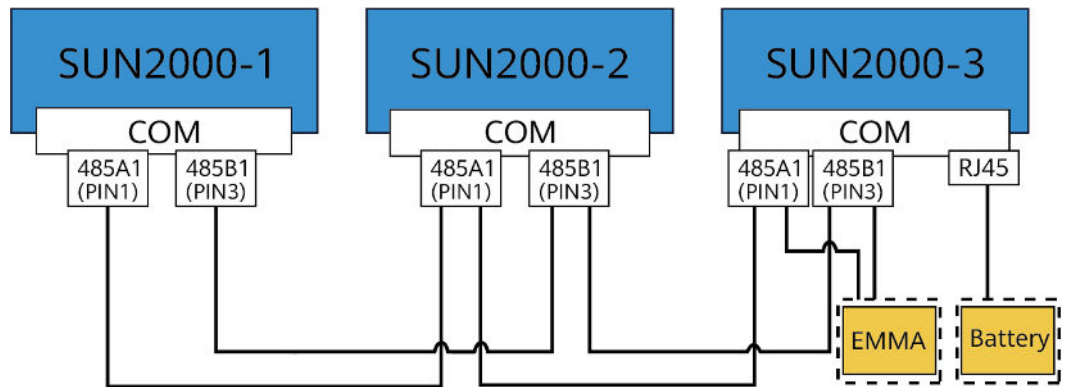 SUN2000-1
SUN2000-2
SUN2000-3
COM
COM
COM
485A1
(PIN1)
485B1
(PIN3)
485A1
(PIN1)
485B1
(PIN3)
485A1
(PIN1)
485B1
(PIN3)
RJ45
EMMA
Battery